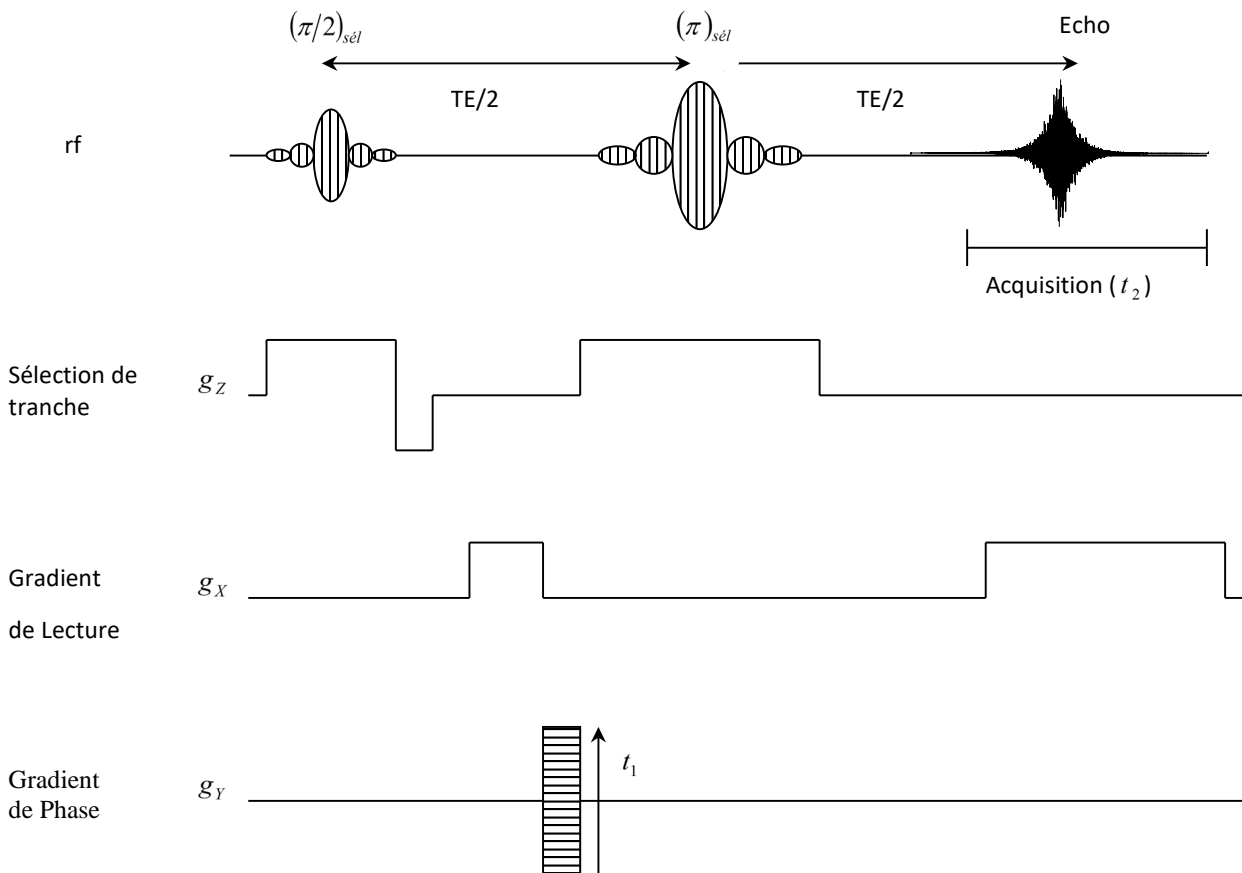 (π/2)sél
(π)sél
Echo
TE/2
TE/2
rf
Acquisition ( t2 )
Sélection de
tranche
gZ
Gradient
gX
de Lecture
t1
Gradient
gY
de Phase